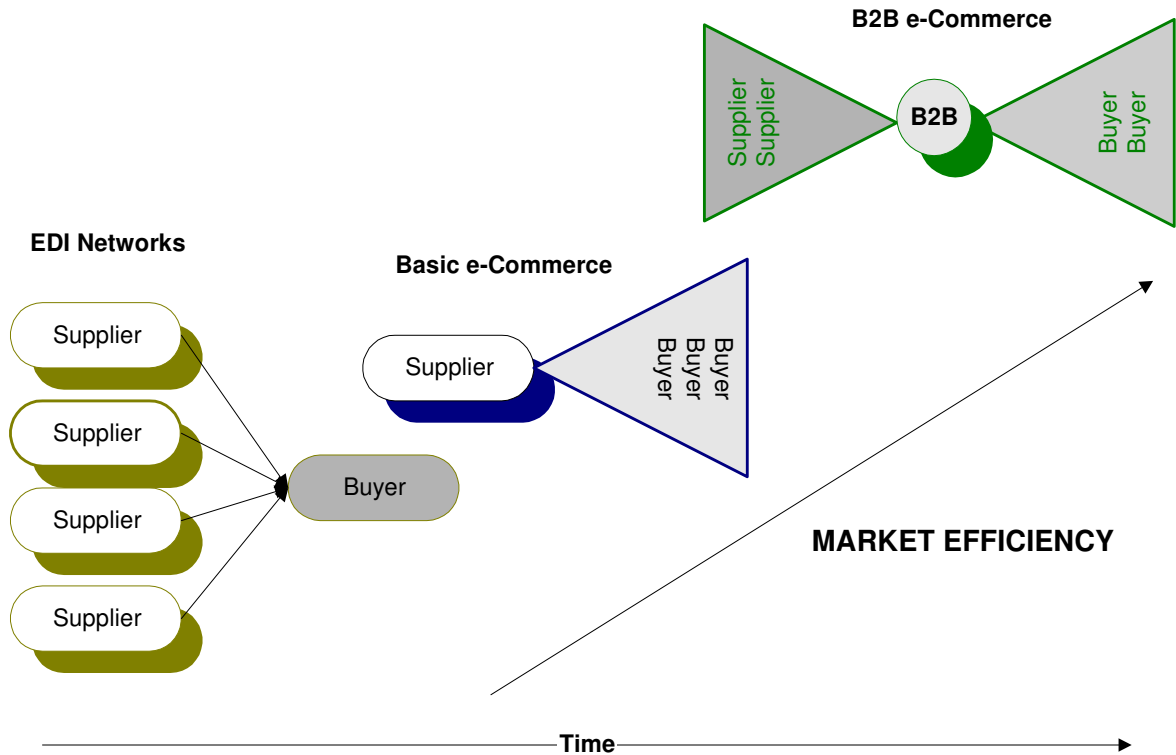 B2B e-Commerce
Supplier
Supplier
B2B
Buyer
Buyer
EDI Networks
Basic e-Commerce
Supplier
Supplier
Supplier
Supplier
Buyer
Supplier
Buyer
Buyer
Buyer
MARKET EFFICIENCY
Time